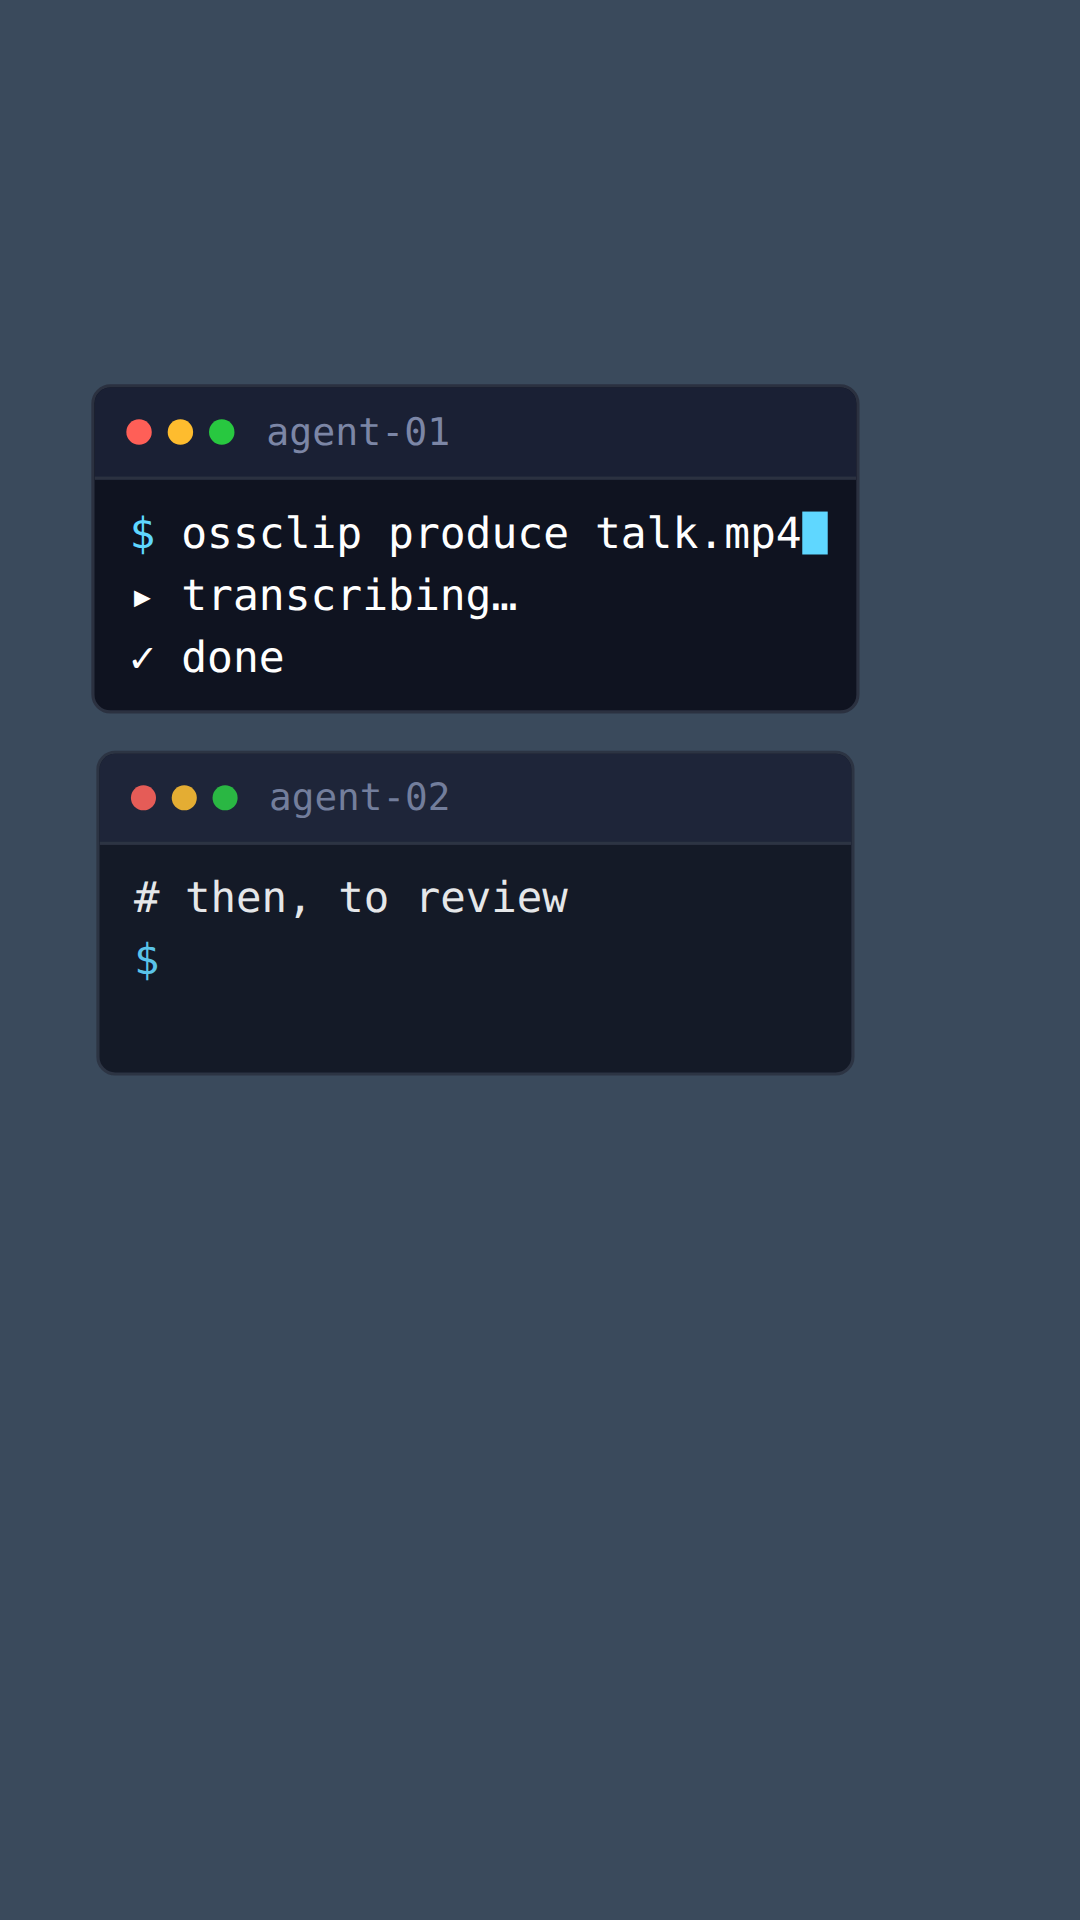 agent-01
$ ossclip produce talk.mp4
▸ transcribing…
✓ done
agent-02
# then, to review
$